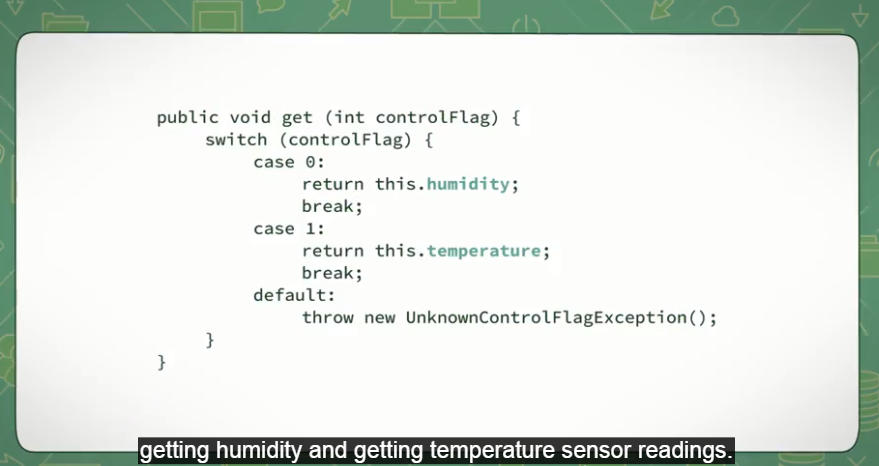 public void get (int controlFlag) {
switch (controlFlag) {
case 0:
return this.humidity;
break;
case 1:
return this.temperature;
break;
default:
throw new UnknownControlFlagException();
}
}
getting humidity and getting temperature sensor readings.